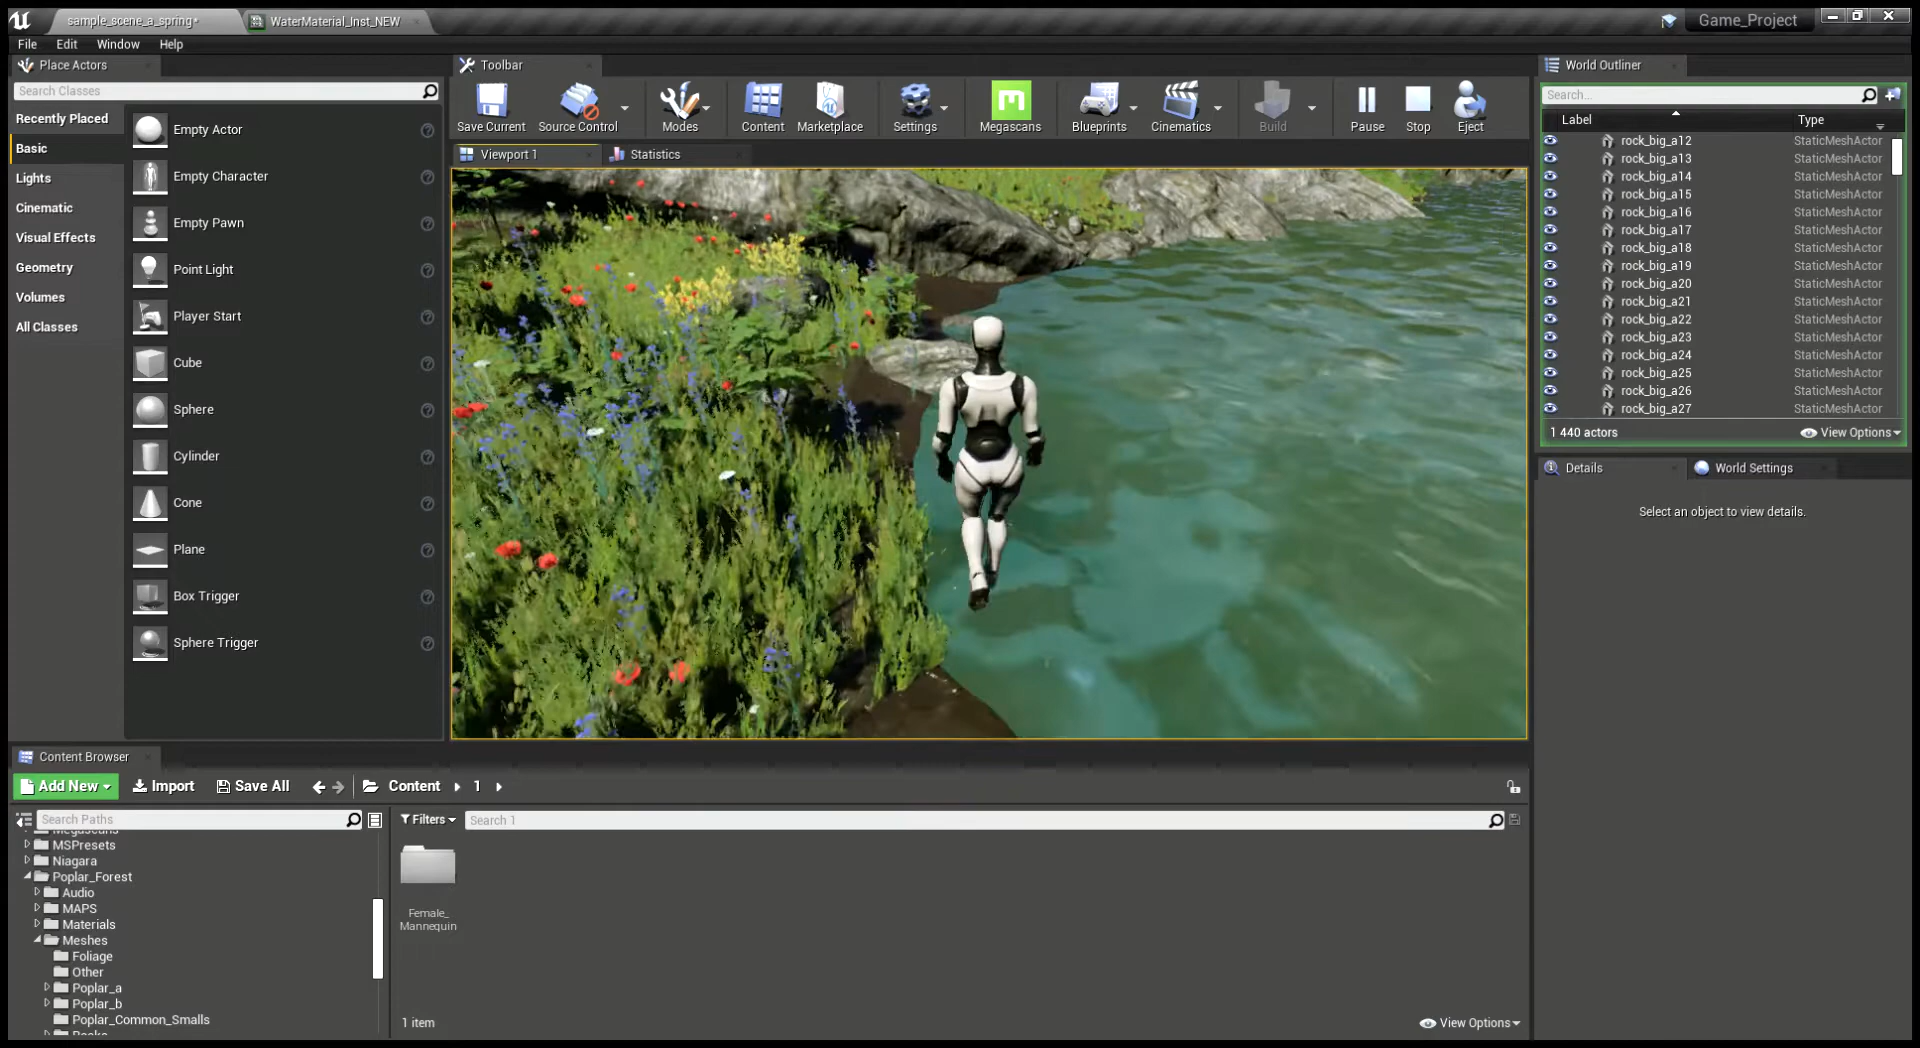 sample_scene_a_spring*
WaterMaterial_Inst_NEW
Game_Project
File Edit Window Help
Place Actors
Search Classes
Recently Placed
Basic
Lights
Cinematic
Visual Effects
Geometry
Volumes
All Classes
Empty Actor
Empty Character
Empty Pawn
Point Light
Player Start
Cube
Sphere
Cylinder
Cone
Plane
Box Trigger
Sphere Trigger
Toolbar
Save Current
Source Control
Modes
Content
Marketplace
Settings
Megascans
Blueprints
Cinematics
Build
Pause
Stop
Eject
Viewport 1
Statistics
World Outliner
Search...
Label Type
rock_big_a12 StaticMeshActor
rock_big_a13 StaticMeshActor
rock_big_a14 StaticMeshActor
rock_big_a15 StaticMeshActor
rock_big_a16 StaticMeshActor
rock_big_a17 StaticMeshActor
rock_big_a18 StaticMeshActor
rock_big_a19 StaticMeshActor
rock_big_a20 StaticMeshActor
rock_big_a21 StaticMeshActor
rock_big_a22 StaticMeshActor
rock_big_a23 StaticMeshActor
rock_big_a24 StaticMeshActor
rock_big_a25 StaticMeshActor
rock_big_a26 StaticMeshActor
rock_big_a27 StaticMeshActor
1 440 actors View Options
Details
World Settings
Select an object to view details.
Content Browser
Add New Import Save All Content 1
Search Paths
Megascans
MSPresets
Niagara
Poplar_Forest
Audio
MAPS
Materials
Meshes
Foliage
Other
Poplar_a
Poplar_b
Poplar_Common_Smalls
Filters
Search 1
Female_
Mannequin
1 item
View Options